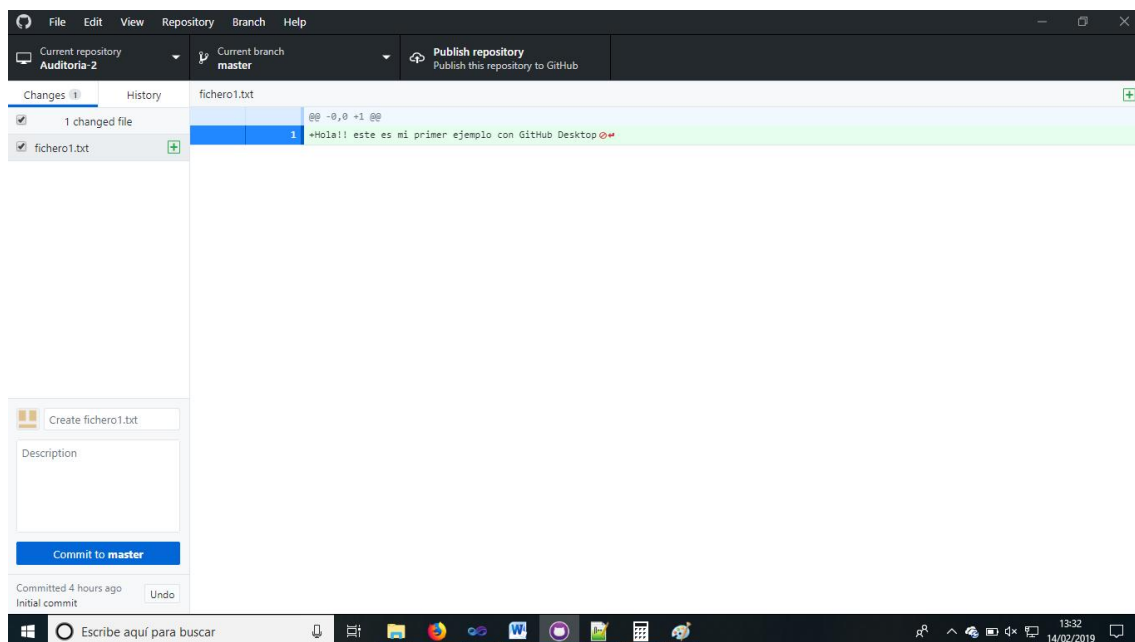 File Edit View Repository Branch Help
Current repository
Auditoria-2
Current branch
master
Publish repository
Publish this repository to GitHub
Changes 1 History
fichero1.txt
1 changed file
fichero1.txt
@@ -0,0 +1 @@
1 +Hola!! este es mi primer ejemplo con GitHub Desktop
Create fichero1.txt
Description
Commit to master
Committed 4 hours ago
Initial commit
Undo
Escribe aquí para buscar
13:32
14/02/2019